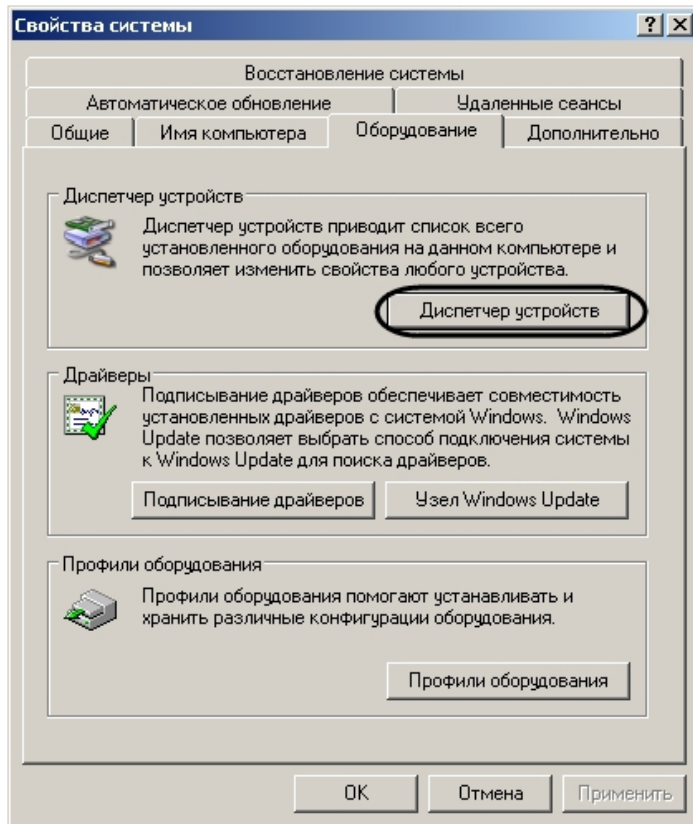 Свойства системы
Восстановление системы
Автоматическое обновление
Удаленные сеансы
Общие
Имя компьютера
Оборудование
Дополнительно
Диспетчер устройств
Диспетчер устройств приводит список всего
установленного оборудования на данном компьютере и
позволяет изменить свойства любого устройства.
Диспетчер устройств
Драйверы
Подписывание драйверов обеспечивает совместимость
установленных драйверов с системой Windows. Windows
Update позволяет выбрать способ подключения системы
к Windows Update для поиска драйверов.
Подписывание драйверов
Узел Windows Update
Профили оборудования
Профили оборудования помогают устанавливать и
хранить различные конфигурации оборудования.
Профили оборудования
OK
Отмена
Применить